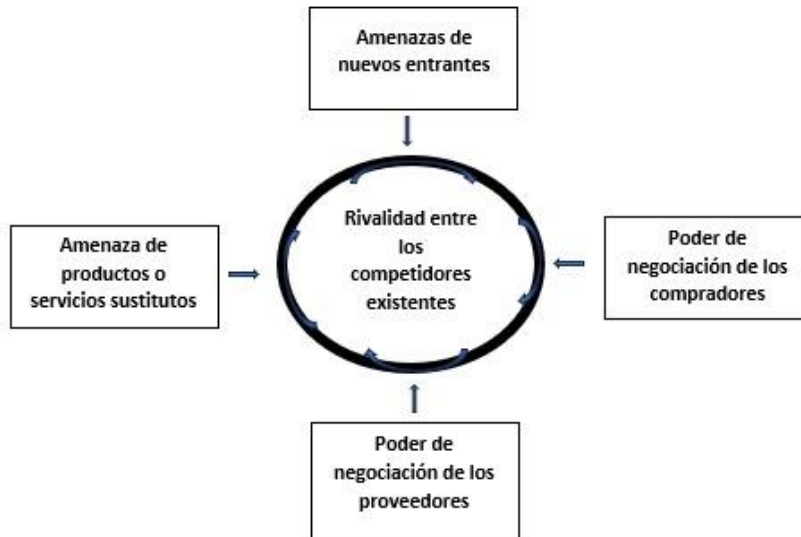 Amenazas de
nuevos entrantes
Rivalidad entre
los
competidores
existentes
Amenaza de
productos o
servicios sustitutos
Poder de
negociación de los
compradores
Poder de
negociación de los
proveedores